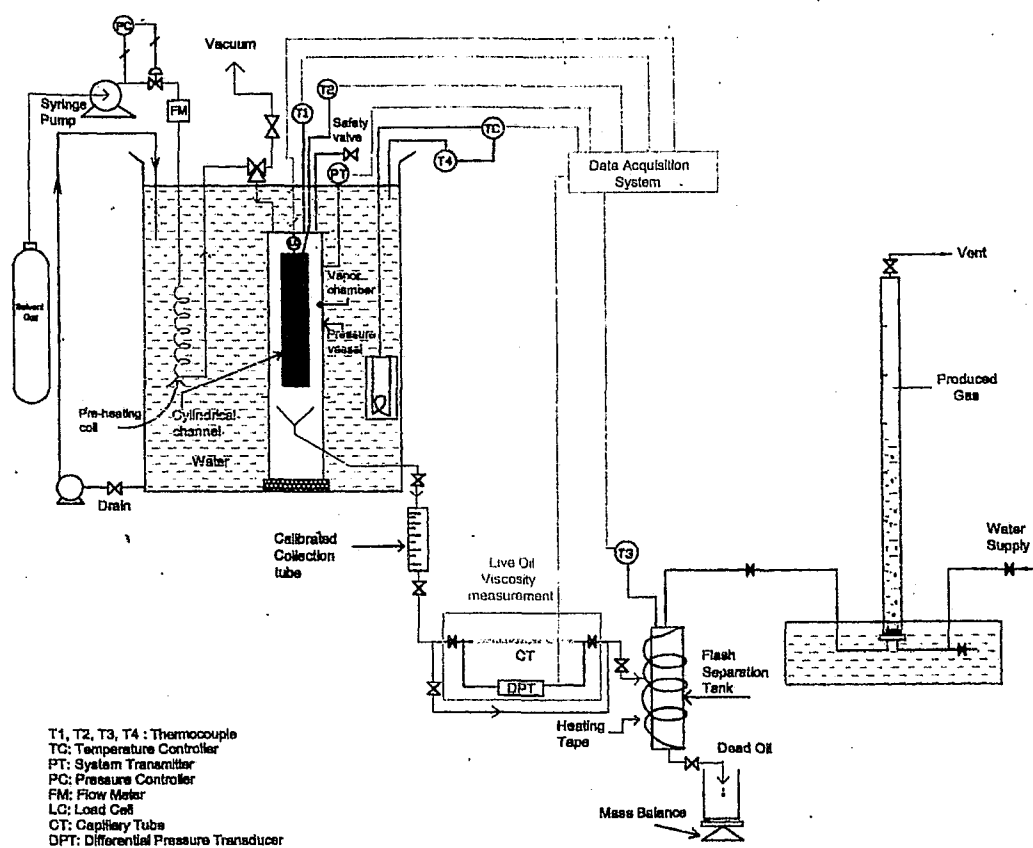 PC
Vacuum
Syringe
Pump
FM
T1
T2
Safety
valve
PT
TC
T4
Data Acquisition
System
Solvent
Gas
LC
Vapor
chamber
Pressure
vessel
Pre-heating
coil
Cylindrical
channel
Water
Drain
Vent
Produced
Gas
Water
Supply
Calibrated
Collection
tube
Live Oil
Viscosity
measurement
CT
DPT
T3
Flash
Separation
Tank
Heating
Tape
Dead Oil
Mass Balance
T1, T2, T3, T4 : Thermocouple
TC: Temperature Controller
PT: System Transmitter
PC: Pressure Controller
FM: Flow Meter
LC: Load Cell
CT: Capillary Tube
DPT: Differential Pressure Transducer